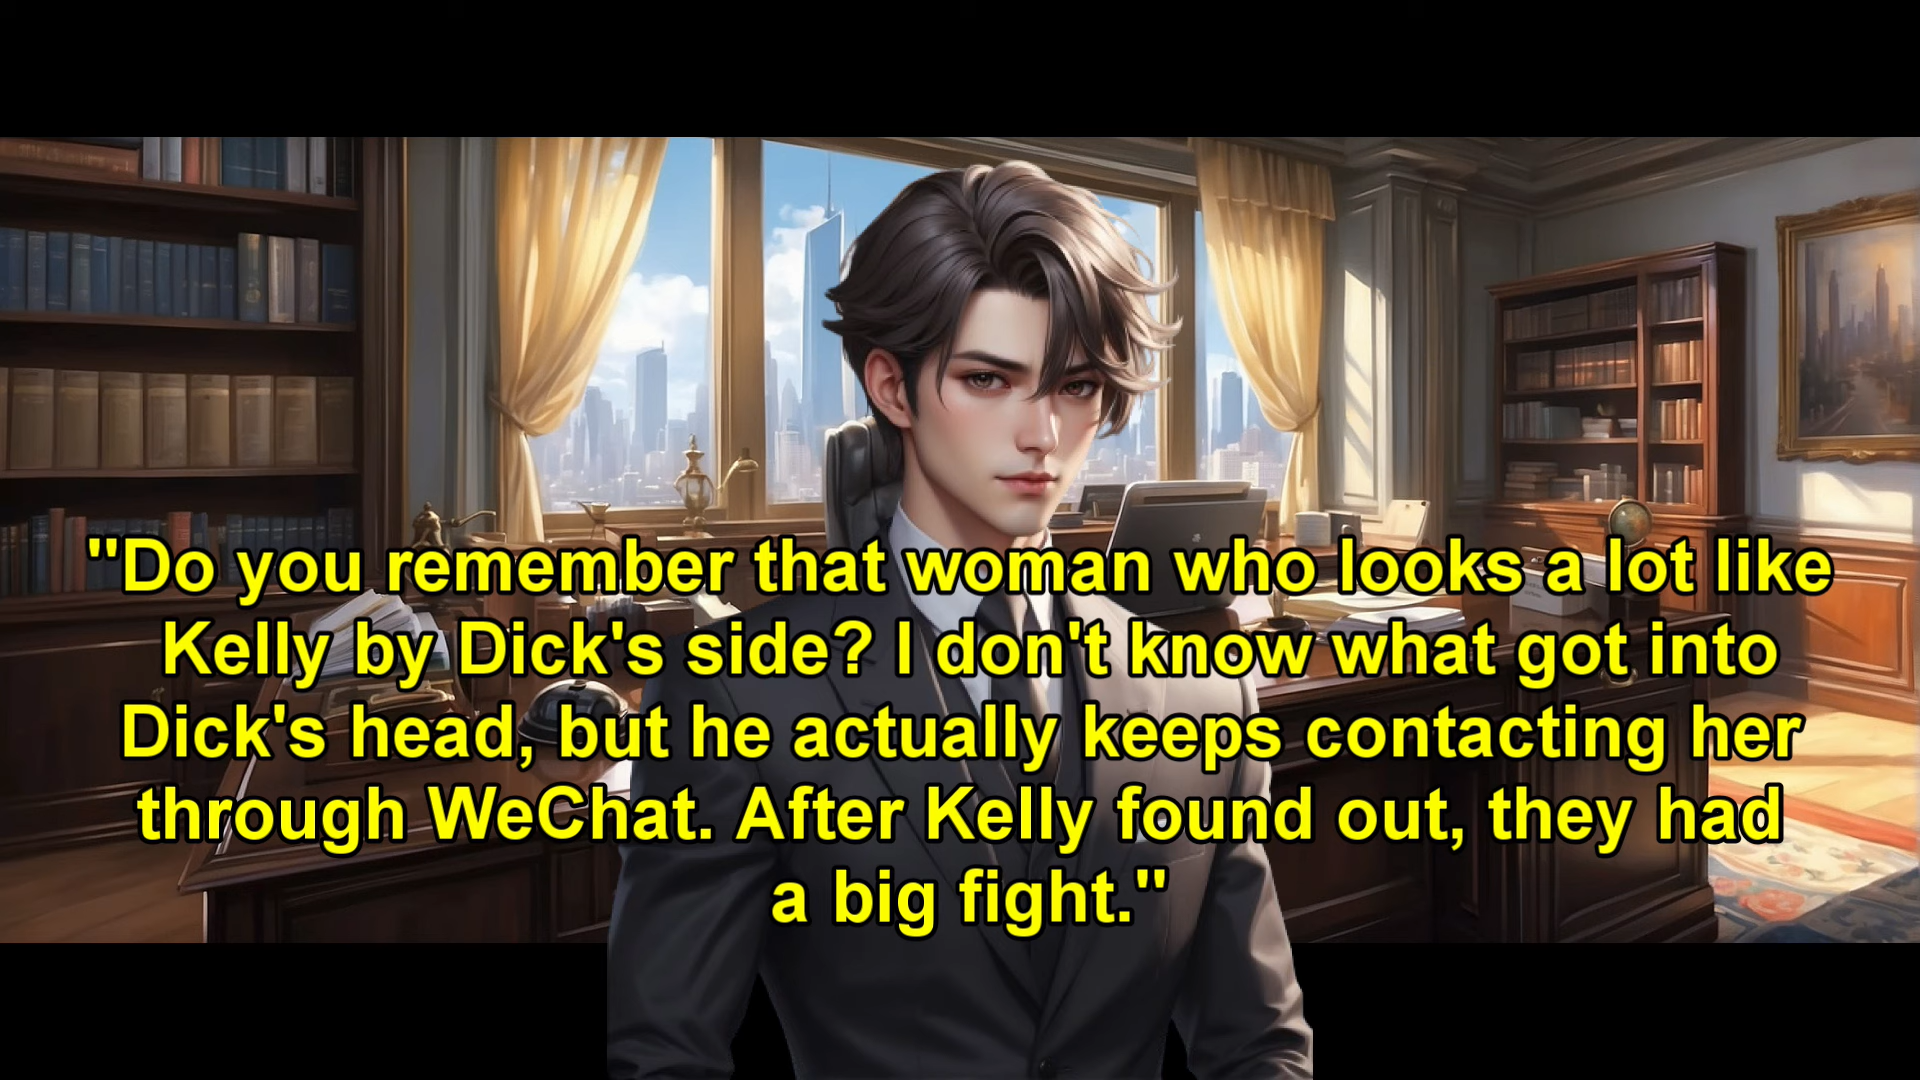 "Do you remember that woman who looks a lot like
Kelly by Dick's side? I don't know what got into
Dick's head, but he actually keeps contacting her
through WeChat. After Kelly found out, they had
a big fight."